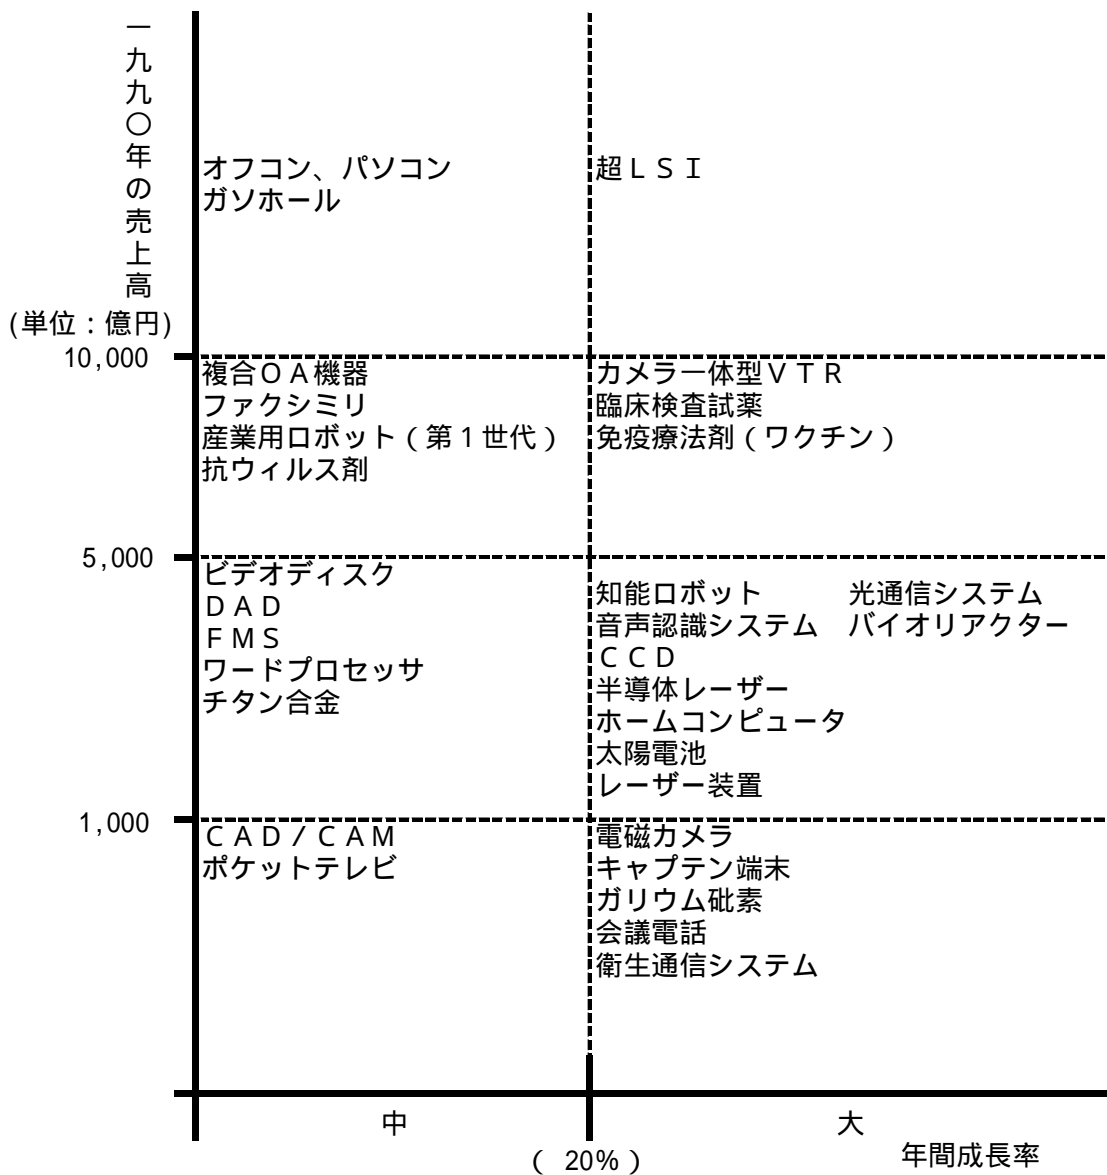 一九九〇年の売上高
(単位：億円)
オフコン、パソコン
ガソホール
超ＬＳＩ
10,000
複合ＯＡ機器
ファクシミリ
産業用ロボット（第１世代）
抗ウィルス剤
カメラ一体型ＶＴＲ
臨床検査試薬
免疫療法剤（ワクチン）
5,000
ビデオディスク
ＤＡＤ
ＦＭＳ
ワードプロセッサ
チタン合金
知能ロボット　光通信システム
音声認識システム　バイオリアクター
ＣＣＤ
半導体レーザー
ホームコンピュータ
太陽電池
レーザー装置
1,000
ＣＡＤ／ＣＡＭ
ポケットテレビ
電磁カメラ
キャプテン端末
ガリウム砒素
会議電話
衛生通信システム
中
大
（ 20%）
年間成長率